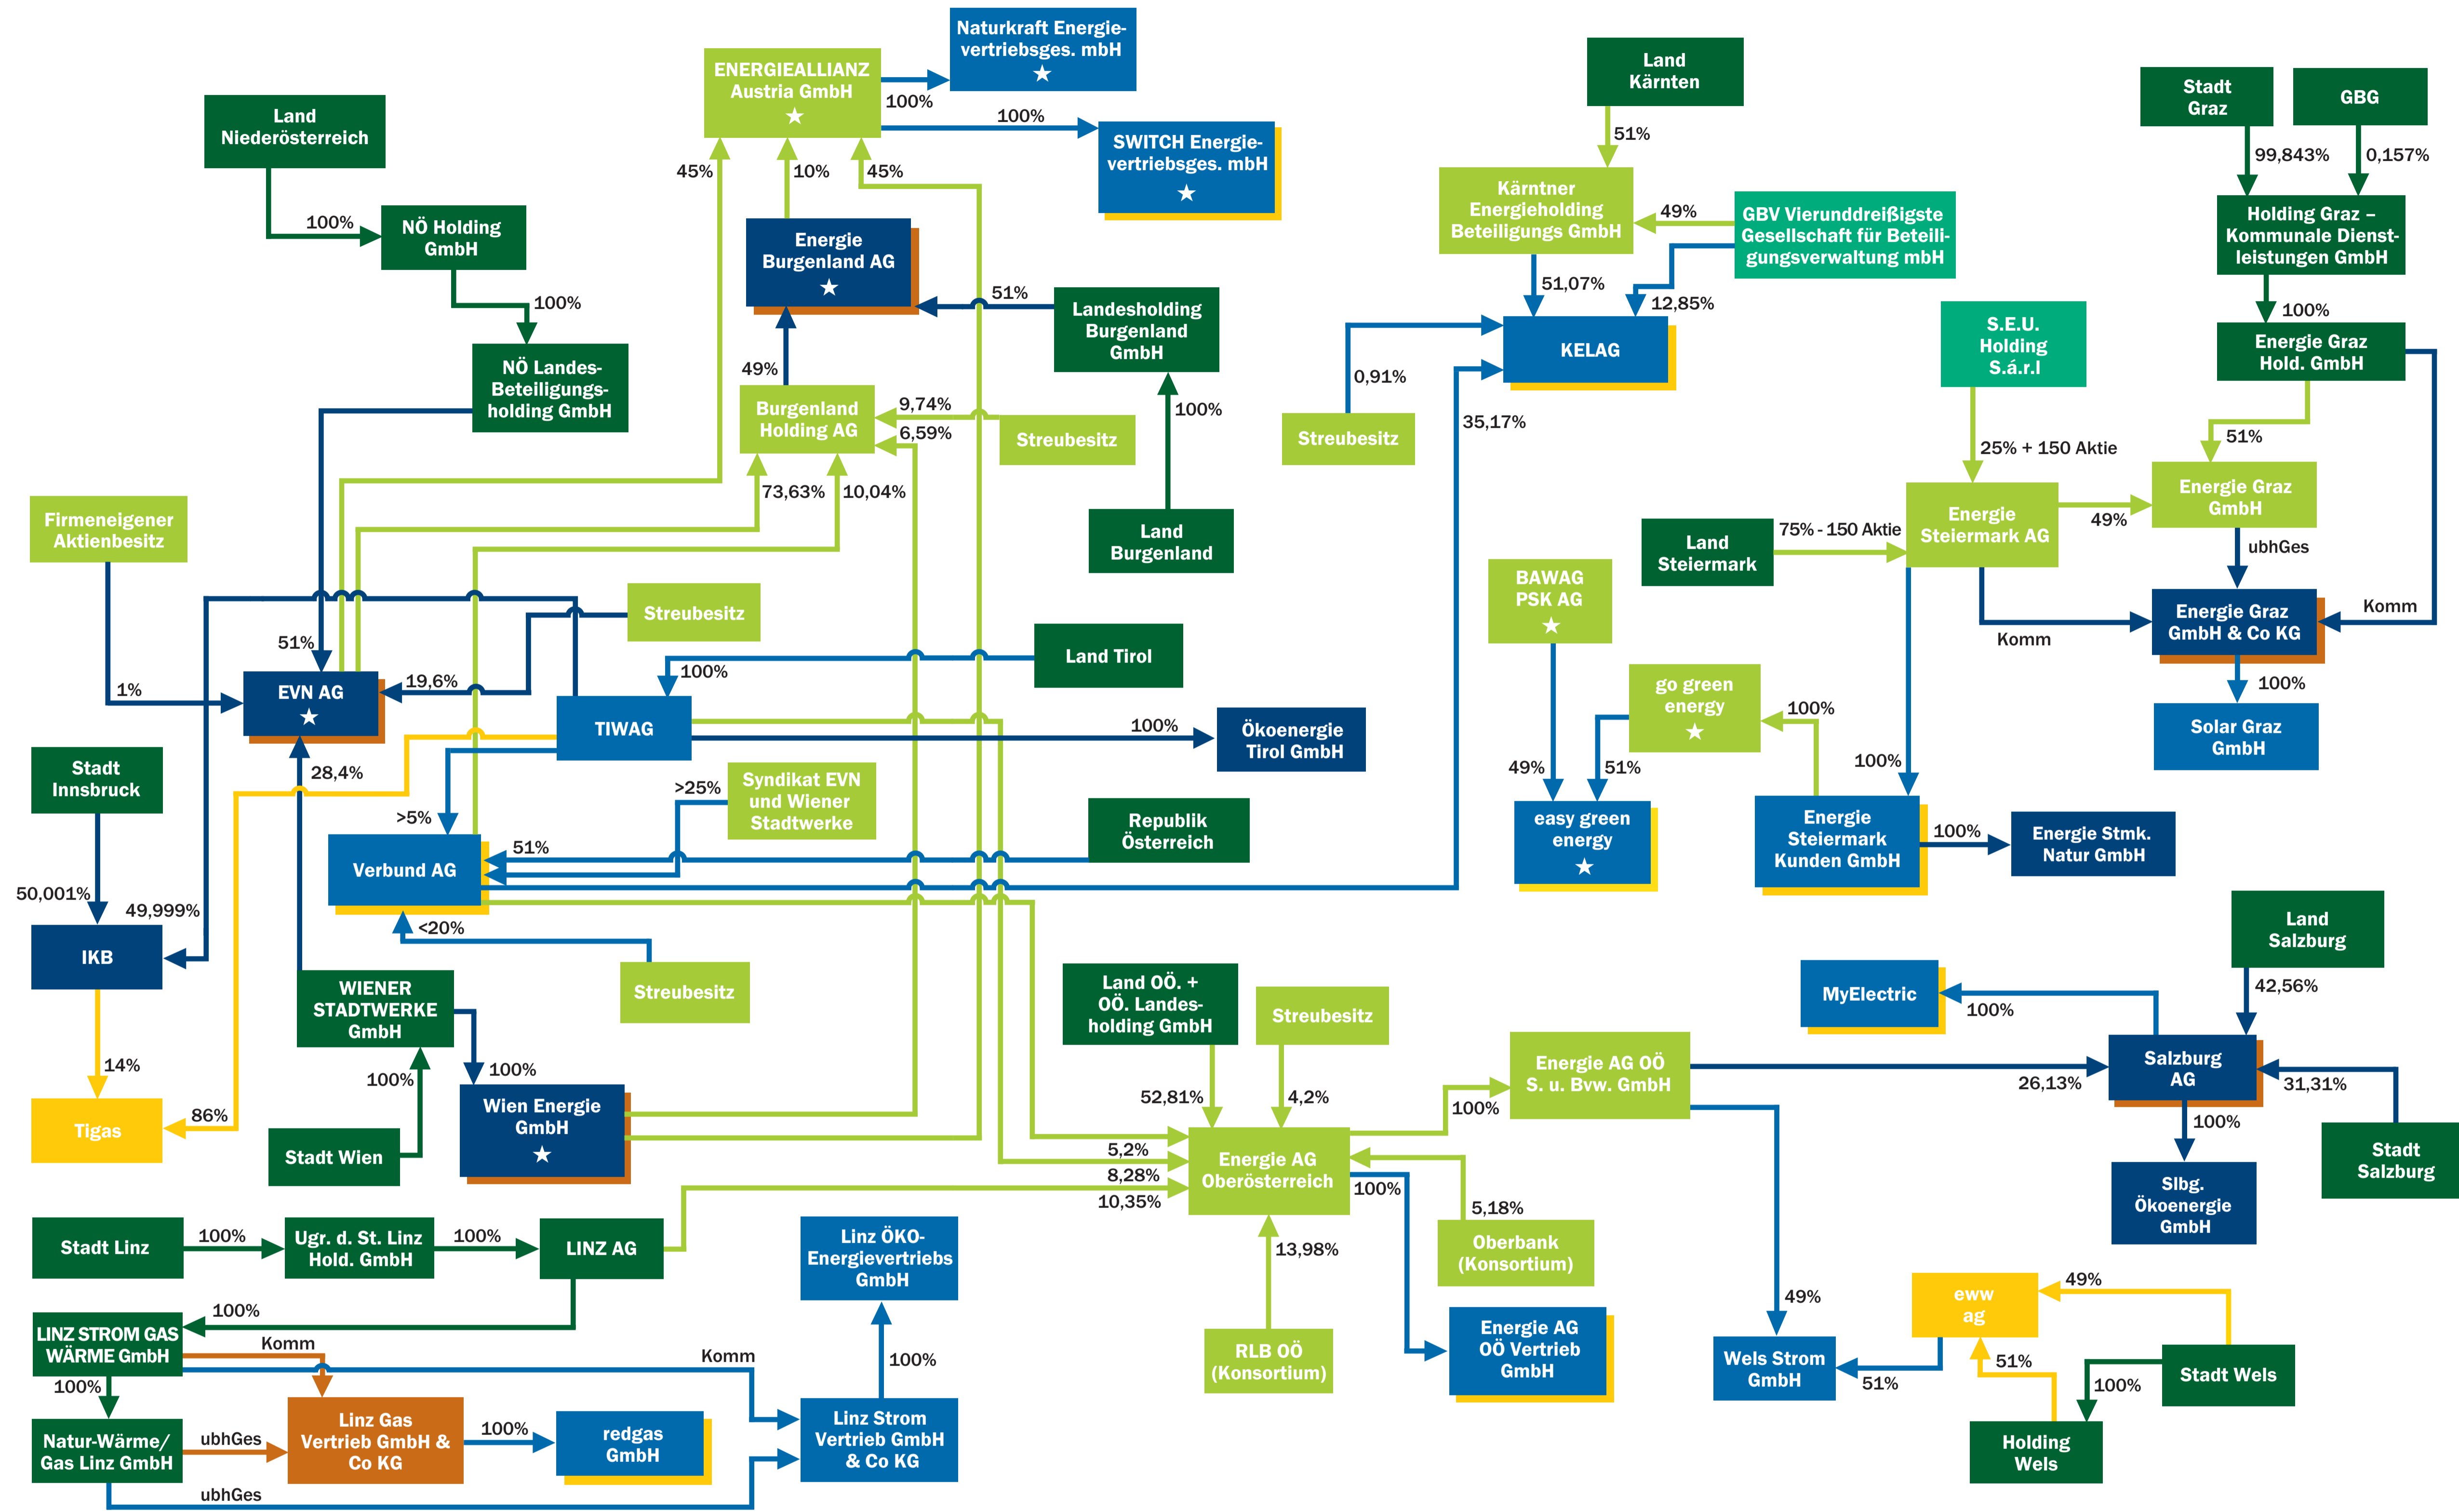 Naturkraft Energie-
vertriebsges. mbH
ENERGIEALLIANZ
Austria GmbH
100%
100%
SWITCH Energie-
vertriebsges. mbH
Land
Niederösterreich
100%
NÖ Holding
GmbH
100%
NÖ Landes-
Beteiligungs-
holding GmbH
45%
10%
45%
Energie
Burgenland AG
51%
Landesholding
Burgenland
GmbH
49%
Burgenland
Holding AG
9,74%
6,59%
Streubesitz
100%
Land
Burgenland
73,63%
10,04%
Land
Kärnten
51%
Kärntner
Energieholding
Beteiligungs GmbH
49%
GBV Vierunddreißigste
Gesellschaft für Beteili-
gungsverwaltung mbH
51,07%
12,85%
KELAG
0,91%
Streubesitz
35,17%
Stadt
Graz
GBG
99,843%
0,157%
Holding Graz –
Kommunale Dienst-
leistungen GmbH
100%
Energie Graz
Hold. GmbH
S.E.U.
Holding
S.á.r.l
51%
25% + 150 Aktie
Energie Graz
GmbH
Energie
Steiermark AG
49%
75% - 150 Aktie
Land
Steiermark
ubhGes
Energie Graz
GmbH & Co KG
Komm
Komm
100%
Solar Graz
GmbH
BAWAG
PSK AG
go green
energy
100%
49%
51%
easy green
energy
100%
Energie
Steiermark
Kunden GmbH
100%
Energie Stmk.
Natur GmbH
Firmeneigener
Aktienbesitz
1%
51%
EVN AG
19,6%
Streubesitz
28,4%
Land Tirol
100%
TIWAG
100%
Ökoenergie
Tirol GmbH
Stadt
Innsbruck
50,001%
49,999%
IKB
14%
Tigas
86%
>5%
Verbund AG
>25%
Syndikat EVN
und Wiener
Stadtwerke
51%
Republik
Österreich
<20%
Streubesitz
WIENER
STADTWERKE
GmbH
100%
100%
Stadt Wien
Wien Energie
GmbH
Land OÖ. +
OÖ. Landes-
holding GmbH
Streubesitz
52,81%
4,2%
5,2%
8,28%
10,35%
Energie AG
Oberösterreich
100%
100%
Energie AG OÖ
S. u. Bvw. GmbH
5,18%
Oberbank
(Konsortium)
13,98%
RLB OÖ
(Konsortium)
Energie AG
OÖ Vertrieb
GmbH
Land
Salzburg
42,56%
MyElectric
100%
Salzburg
AG
26,13%
31,31%
Stadt
Salzburg
100%
Slbg.
Ökoenergie
GmbH
49%
Wels Strom
GmbH
51%
eww
ag
49%
51%
Stadt Wels
100%
Holding
Wels
Stadt Linz
100%
Ugr. d. St. Linz
Hold. GmbH
100%
LINZ AG
100%
LINZ STROM GAS
WÄRME GmbH
Komm
Komm
100%
Natur-Wärme/
Gas Linz GmbH
ubhGes
ubhGes
Linz Gas
Vertrieb GmbH &
Co KG
100%
redgas
GmbH
Linz ÖKO-
Energievertriebs
GmbH
100%
Linz Strom
Vertrieb GmbH
& Co KG